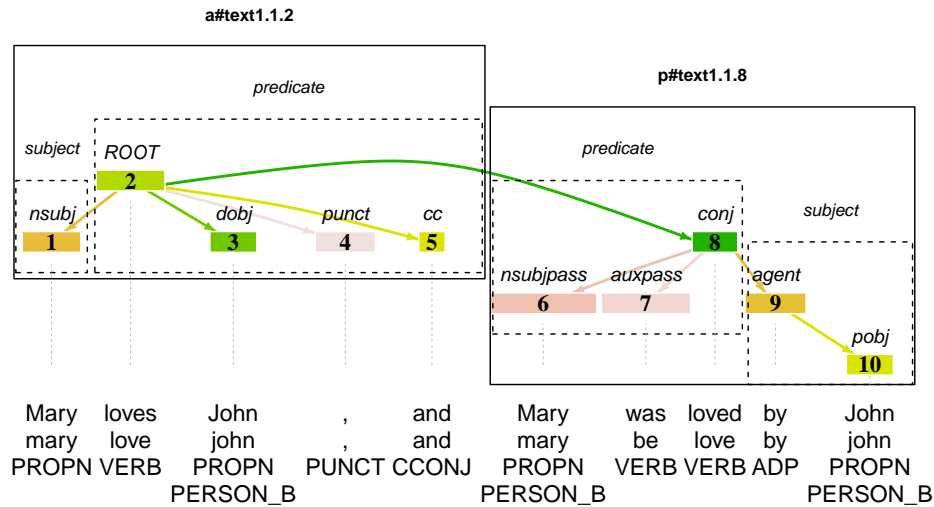 a#text1.1.2
p#text1.1.8
predicate
subject
ROOT
predicate
2
subject
nsubj
dobj
punct
cc
conj
1
3
4
5
8
nsubjpass
auxpass
agent
6
7
9
pobj
10
Mary loves John , and Mary was loved by John
mary love john , and mary be love by john
PROPN VERB PROPN PUNCT CCONJ PROPN VERB VERB ADP PROPN
PERSON_B PERSON_B PERSON_B